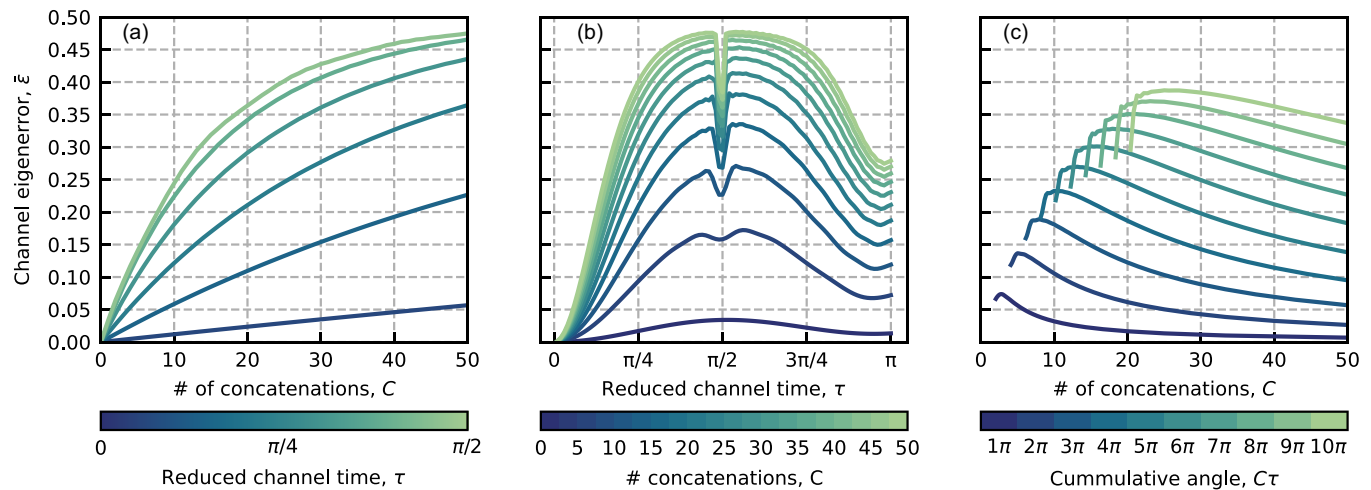 (a)
Channel eigenerror, ε̄
0.50
0.45
0.40
0.35
0.30
0.25
0.20
0.15
0.10
0.05
0.00
0 10 20 30 40 50
# of concatenations, C
0 π/4 π/2
Reduced channel time, τ
(b)
0 π/4 π/2 3π/4 π
Reduced channel time, τ
0 5 10 15 20 25 30 35 40 45 50
# concatenations, C
(c)
0 10 20 30 40 50
# of concatenations, C
1π 2π 3π 4π 5π 6π 7π 8π 9π 10π
Cummulative angle, Cτ